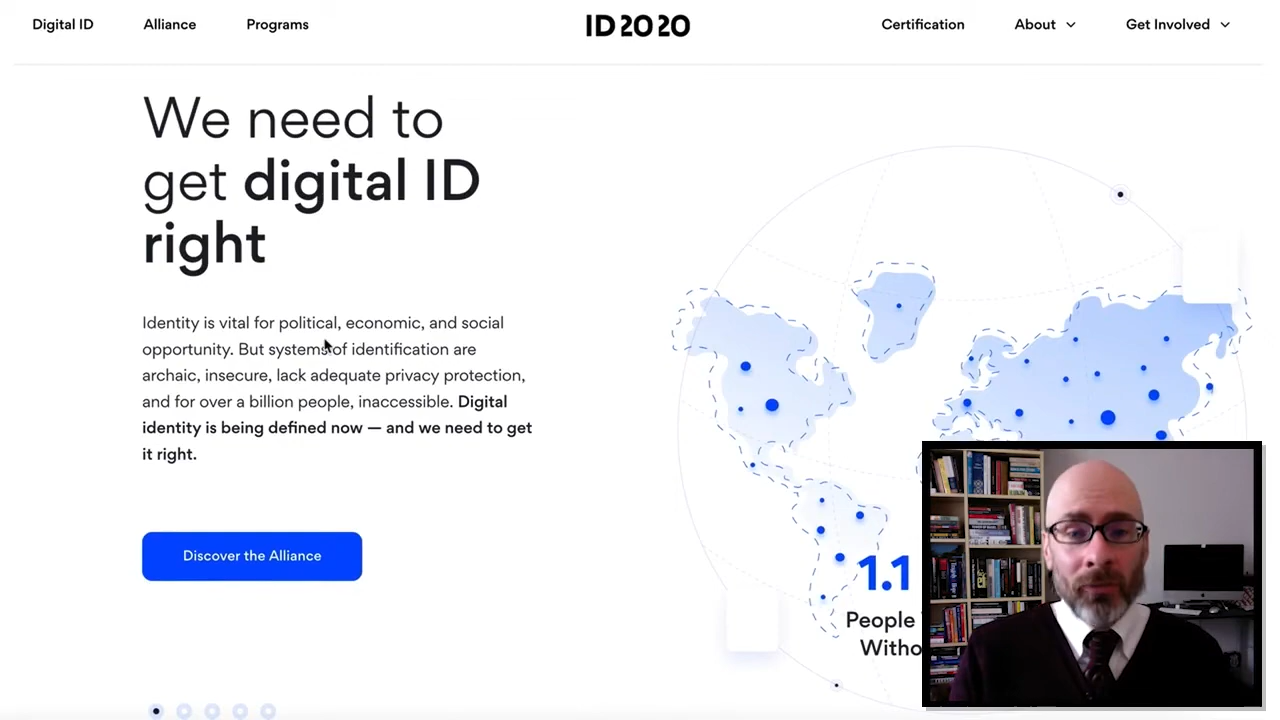 Digital ID
Alliance
Programs
ID2020
Certification
About
Get Involved
We need to
get digital ID
right
Identity is vital for political, economic, and social
opportunity. But systems of identification are
archaic, insecure, lack adequate privacy protection,
and for over a billion people, inaccessible. Digital
identity is being defined now — and we need to get
it right.
Discover the Alliance
1.1
People
Witho